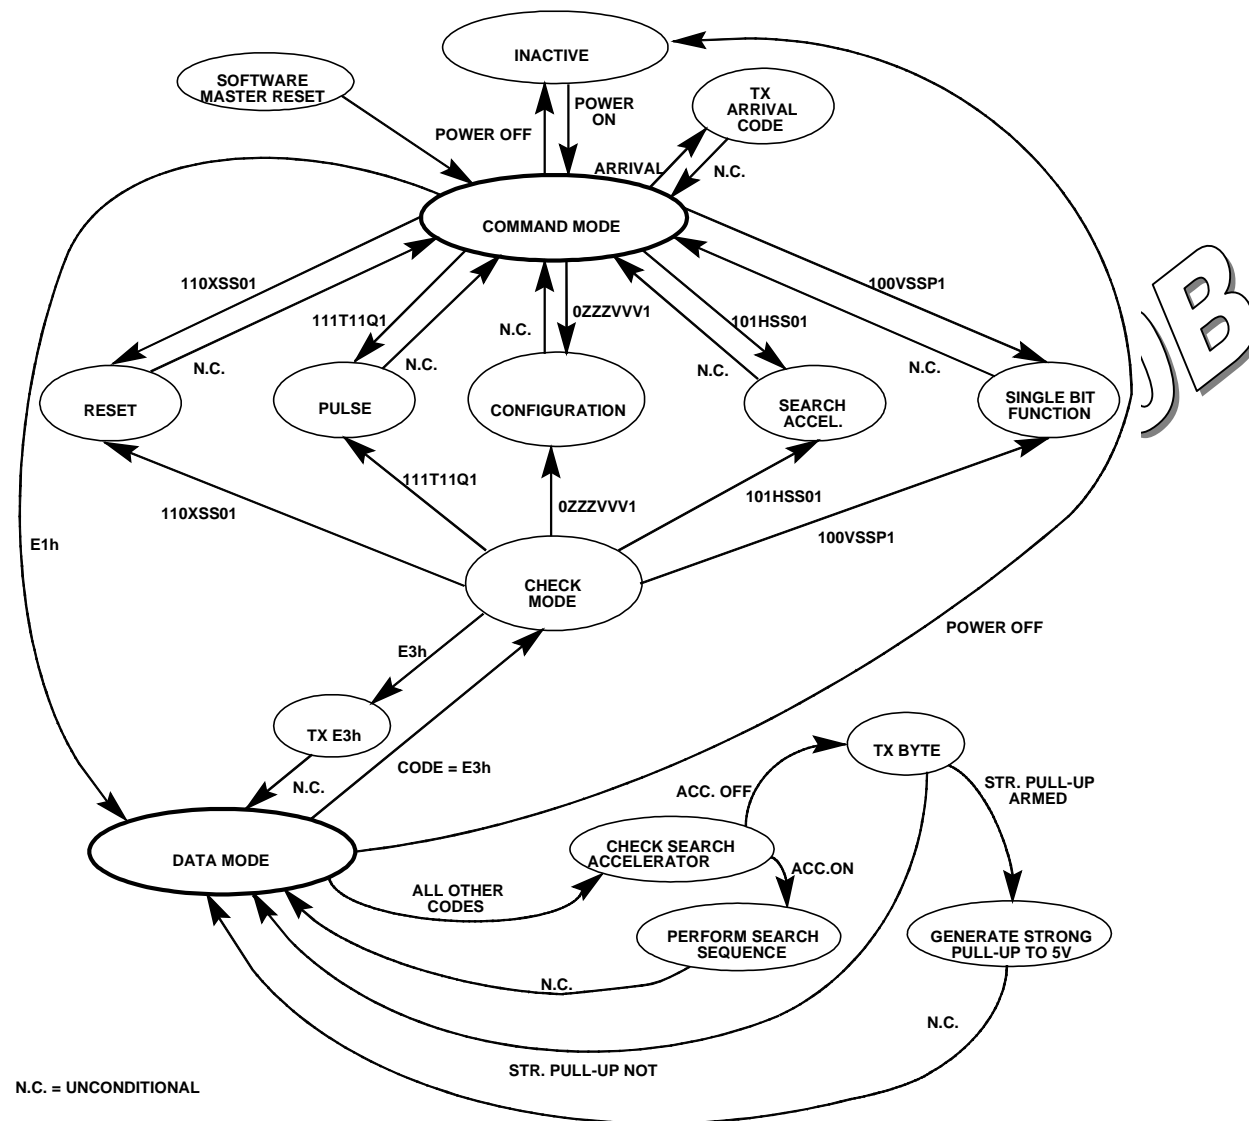 INACTIVE
SOFTWARE
MASTER RESET
TX
ARRIVAL
CODE
POWER
ON
POWER OFF
ARRIVAL
N.C.
COMMAND MODE
110XSS01
111T11Q1
N.C.
0ZZZVVV1
101HSS01
100VSSP1
N.C.
N.C.
N.C.
N.C.
RESET
PULSE
CONFIGURATION
SEARCH
ACCEL.
SINGLE BIT
FUNCTION
UB
110XSS01
111T11Q1
0ZZZVVV1
101HSS01
100VSSP1
E1h
CHECK
MODE
POWER OFF
E3h
TX E3h
N.C.
CODE = E3h
TX BYTE
ACC. OFF
STR. PULL-UP
ARMED
DATA MODE
CHECK SEARCH
ACCELERATOR
ACC.ON
ALL OTHER
CODES
PERFORM SEARCH
SEQUENCE
GENERATE STRONG
PULL-UP TO 5V
N.C.
N.C.
STR. PULL-UP NOT
N.C. = UNCONDITIONAL